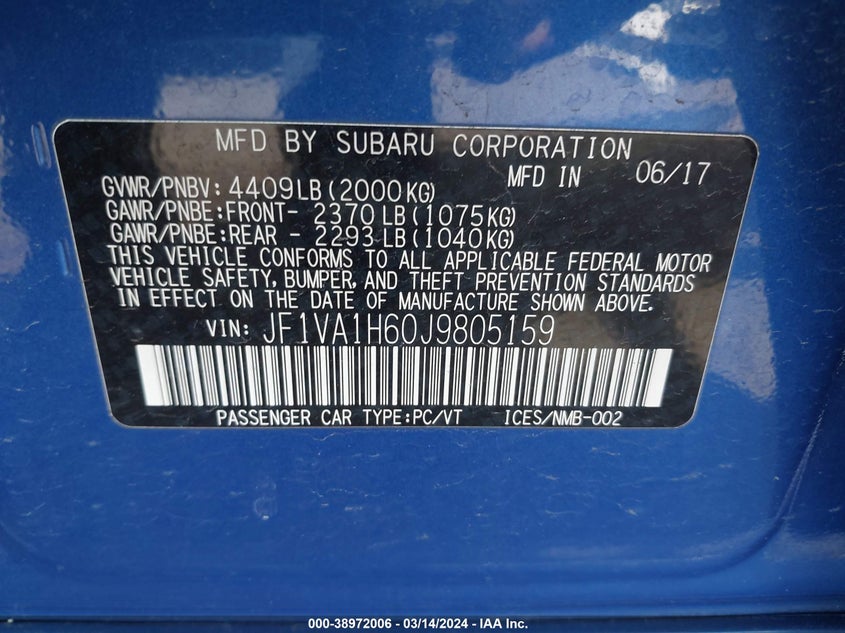 MFD BY SUBARU CORPORATION
MFD IN 06/17
GVWR/PNBV: 4409LB(2000KG)
GAWR/PNBE:FRONT- 2370LB(1075KG)
GAWR/PNBE:REAR - 2293LB(1040KG)
THIS VEHICLE CONFORMS TO ALL APPLICABLE FEDERAL MOTOR
VEHICLE SAFETY, BUMPER, AND THEFT PREVENTION STANDARDS
IN EFFECT ON THE DATE OF MANUFACTURE SHOWN ABOVE.
VIN: JF1VA1H60J9805159
PASSENGER CAR TYPE:PC/VT ICES/NMB-002
000-38972006 - 03/14/2024 - IAA Inc.